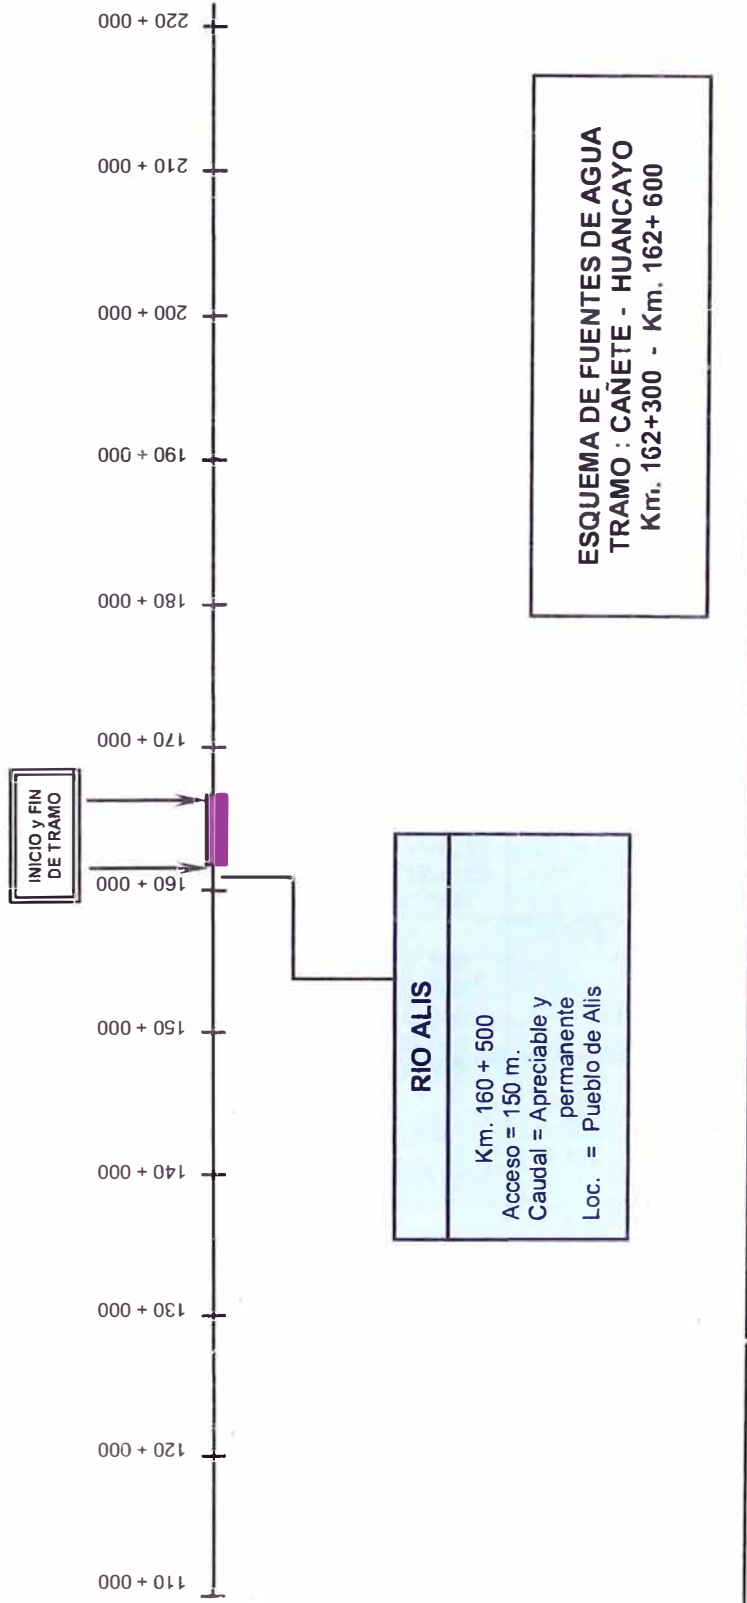 INICIO y FIN
DE TRAMO
110 + 000
120 + 000
130 + 000
140 + 000
150 + 000
160 + 000
170 + 000
180 + 000
190 + 000
200 + 000
210 + 000
220 + 000
RIO ALIS
Km. 160 + 500
Acceso = 150 m.
Caudal = Apreciable y
permanente
Loc. = Pueblo de Alis
ESQUEMA DE FUENTES DE AGUA
TRAMO : CAÑETE - HUANCAYO
Km. 162+300 - Km. 162+ 600